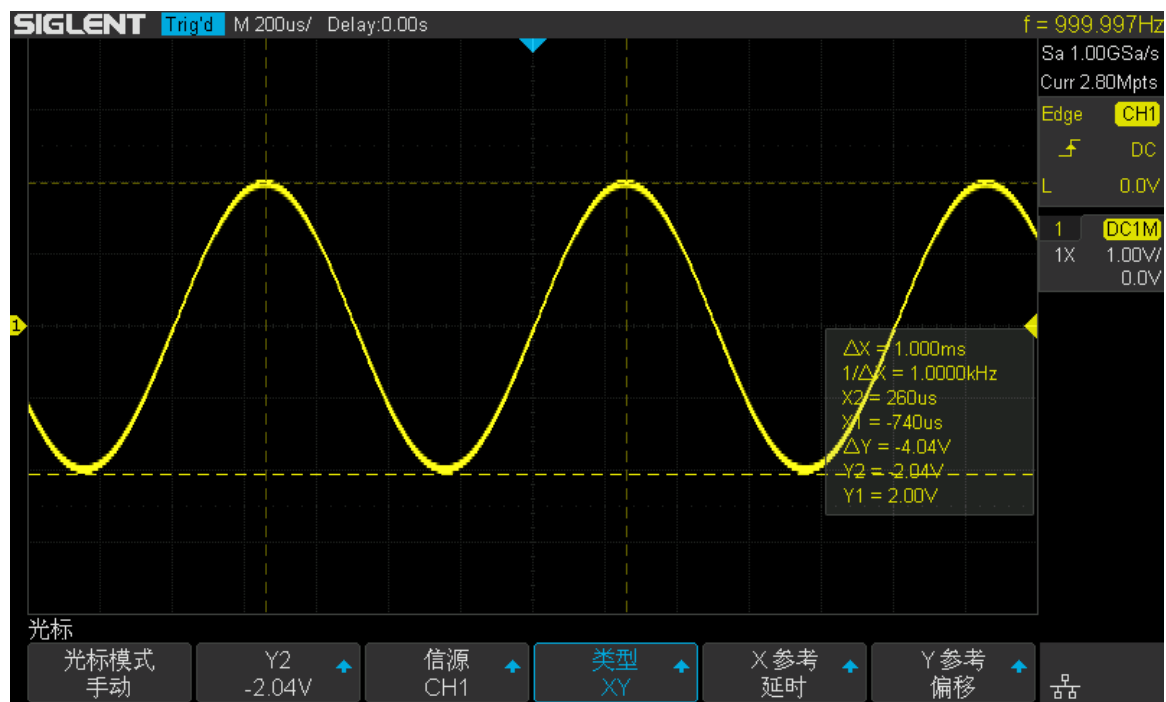 SIGLENT Trig'd M 200us/ Delay:0.00s f = 999.997Hz
Sa 1.00GSa/s
Curr 2.80Mpts
Edge CH1
DC
L 0.0V
1 DC1M
1X 1.00V/
0.0V
1
△X = 1.000ms
1/△X = 1.0000kHz
X2 = 260us
X1 = -740us
△Y = -4.04V
Y2 = -2.04V
Y1 = 2.00V
光标
光标模式 Y2 信源 类型 X参考 Y参考
手动 -2.04V CH1 XY 延时 偏移